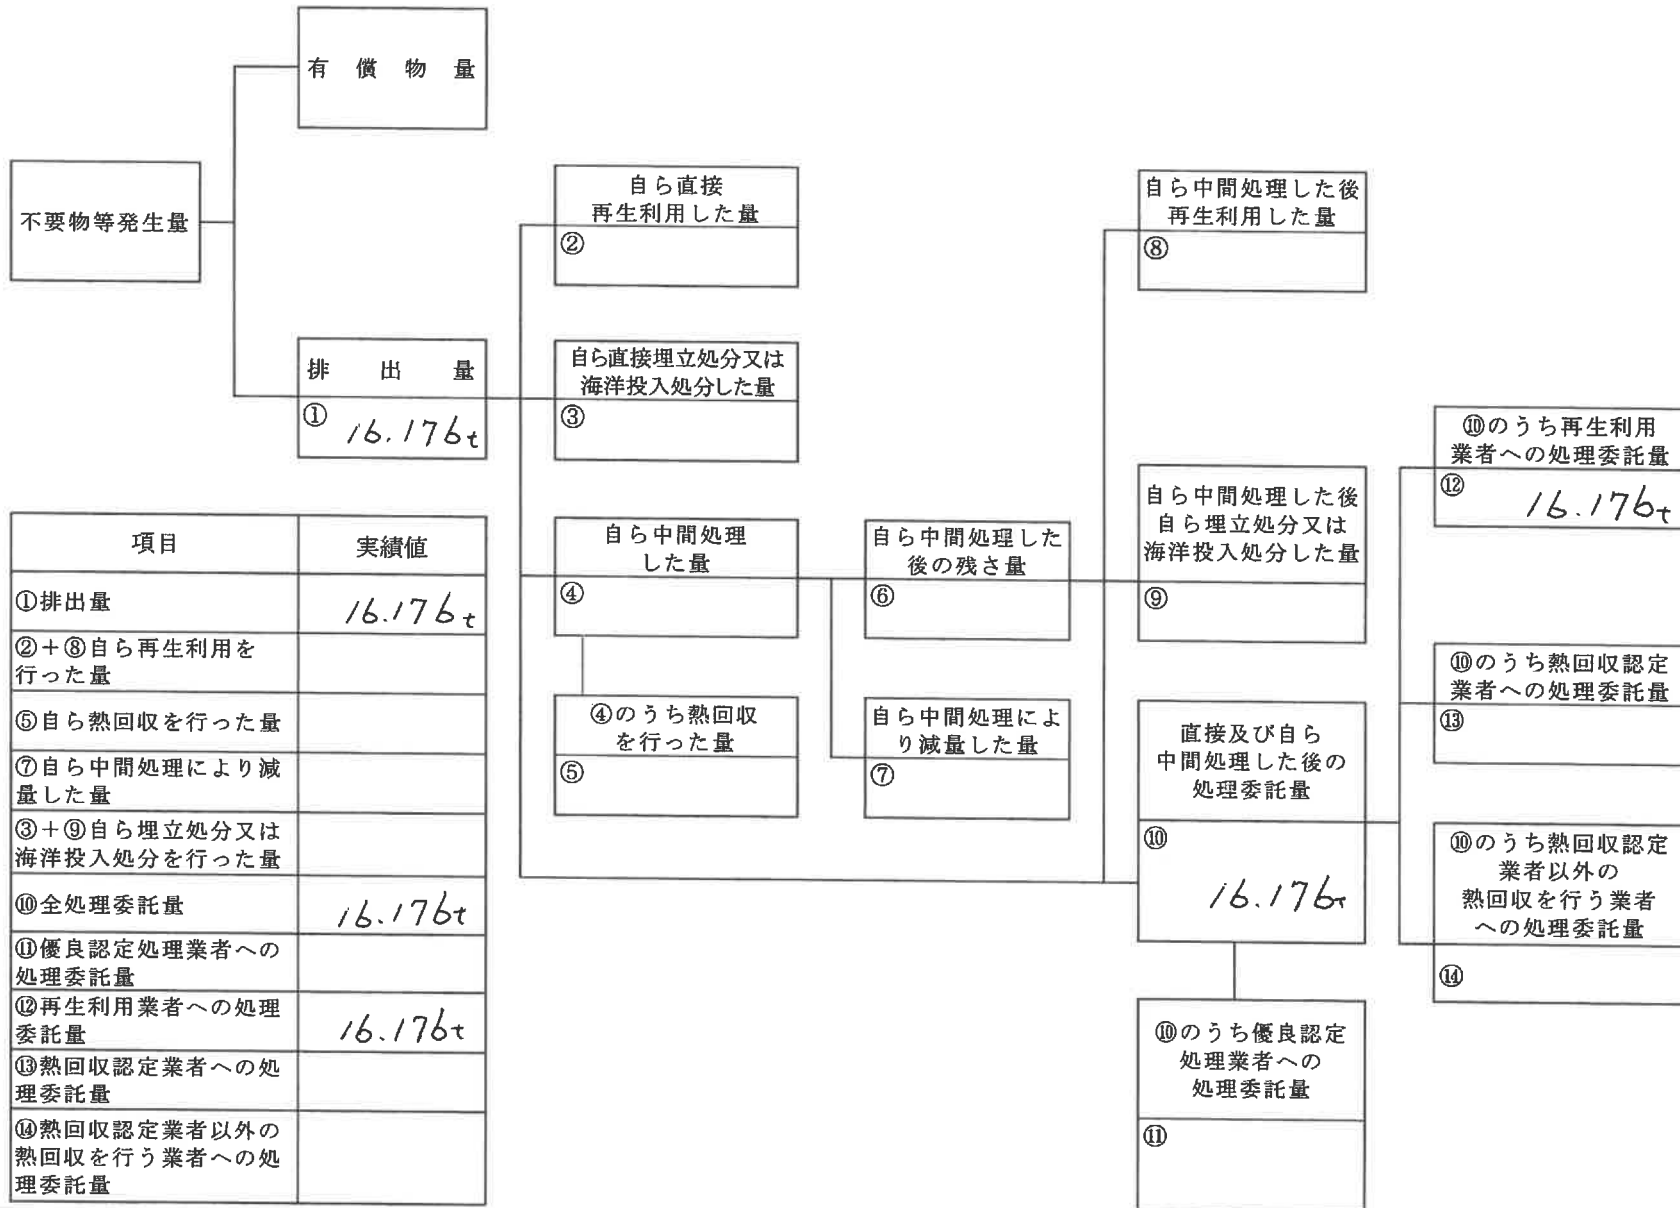 有償物量
不要物等発生量
排出量
① 16.176t
自ら直接
再生利用した量
②
自ら直接埋立処分又は
海洋投入処分した量
③
自ら中間処理
した量
④
④のうち熱回収
を行った量
⑤
自ら中間処理した
後の残さ量
⑥
自ら中間処理によ
り減量した量
⑦
自ら中間処理した後
再生利用した量
⑧
自ら中間処理した後
自ら埋立処分又は
海洋投入処分した量
⑨
直接及び自ら
中間処理した後の
処理委託量
⑩
16.176t
⑩のうち優良認定
処理業者への
処理委託量
⑪
⑩のうち再生利用
業者への処理委託量
⑫
16.176t
⑩のうち熱回収認定
業者への処理委託量
⑬
⑩のうち熱回収認定
業者以外の
熱回収を行う業者
への処理委託量
⑭
項目 実績値
①排出量 16.176t
②+⑧自ら再生利用を
行った量
⑤自ら熱回収を行った量
⑦自ら中間処理により減
量した量
③+⑨自ら埋立処分又は
海洋投入処分を行った量
⑩全処理委託量 16.176t
⑪優良認定処理業者への
処理委託量
⑫再生利用業者への処理
委託量 16.176t
⑬熱回収認定業者への処
理委託量
⑭熱回収認定業者以外の
熱回収を行う業者への処
理委託量